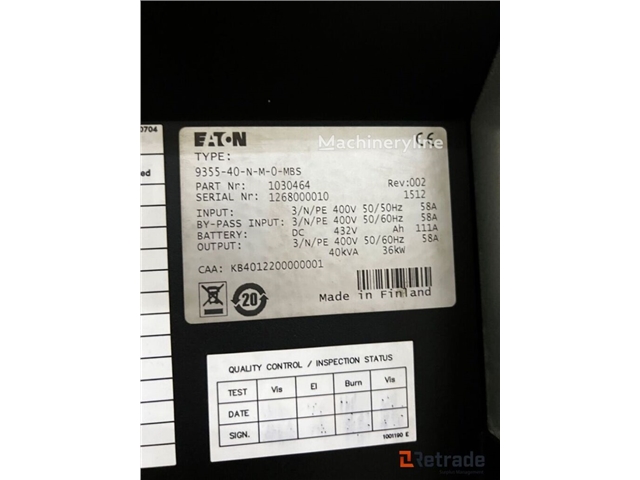 0704
ed
EATON
Machineryline
CE
TYPE:
9355-40-N-M-0-MBS
PART Nr: 1030464 Rev:002
SERIAL Nr: 1268000010 1512
INPUT: 3/N/PE 400V 50/50Hz 58A
BY-PASS INPUT: 3/N/PE 400V 50/60Hz 58A
BATTERY: DC 432V Ah 111A
OUTPUT: 3/N/PE 400V 50/60Hz 58A
40kVA 36kW
CAA: KB4012200000001
20
Made in Finland
QUALITY CONTROL / INSPECTION STATUS
TEST Vis El Burn Vis
DATE
SIGN.
1001190 E
Retrade